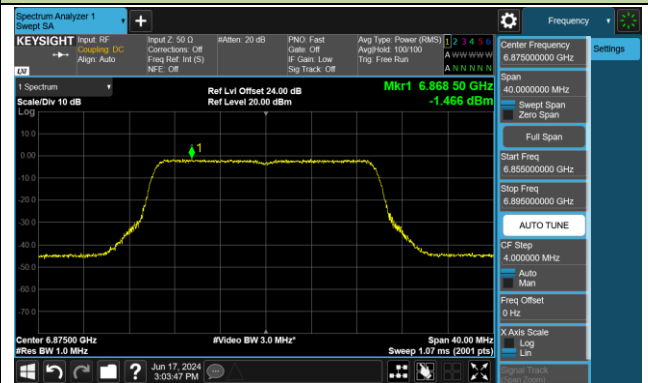 Spectrum Analyzer 1
Swept SA
Frequency
KEYSIGHT
Input: RF
Coupling: DC
Align: Auto
Input Z: 50 Ω
Corrections: Off
Freq Ref: Int (S)
NFE: Off
#Atten: 20 dB
PNO: Fast
Gate: Off
IF Gain: Low
Sig Track: Off
Avg Type: Power (RMS)
Avg|Hold: 100/100
Trig: Free Run
1 2 3 4 5 6
A W W W W W
A N N N N N
LXI
1 Spectrum
Scale/Div 10 dB
Ref Lvl Offset 24.00 dB
Ref Level 20.00 dBm
Mkr1 6.868 50 GHz
-1.466 dBm
Log
10.0
0.00
-10.0
-20.0
-30.0
-40.0
-50.0
-60.0
-70.0
1
Center 6.87500 GHz
#Res BW 1.0 MHz
#Video BW 3.0 MHz*
Span 40.00 MHz
Sweep 1.07 ms (2001 pts)
Jun 17, 2024
3:03:47 PM
Center Frequency
6.875000000 GHz
Settings
Span
40.0000000 MHz
Swept Span
Zero Span
Full Span
Start Freq
6.855000000 GHz
Stop Freq
6.895000000 GHz
AUTO TUNE
CF Step
4.000000 MHz
Auto
Man
Freq Offset
0 Hz
X Axis Scale
Log
Lin
Signal Track
(Span Zoom)